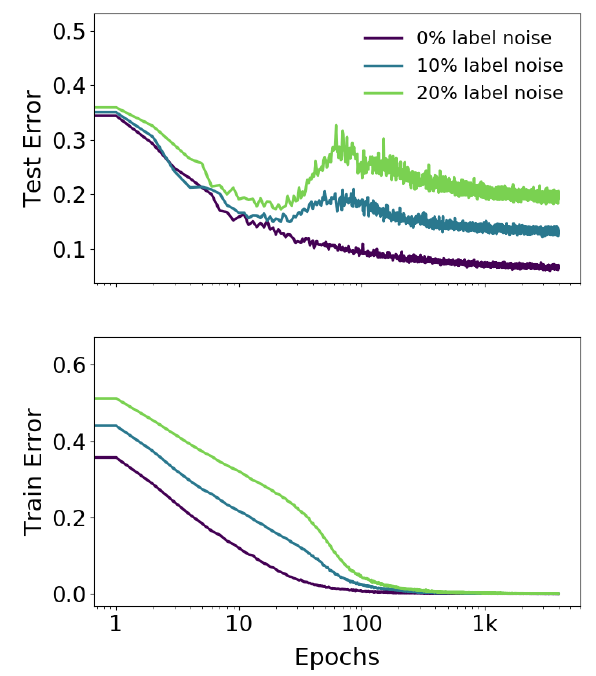 0.5
0.4
0.3
0.2
0.1
Test Error
0% label noise
10% label noise
20% label noise
0.6
0.4
0.2
0.0
Train Error
1 10 100 1k
Epochs